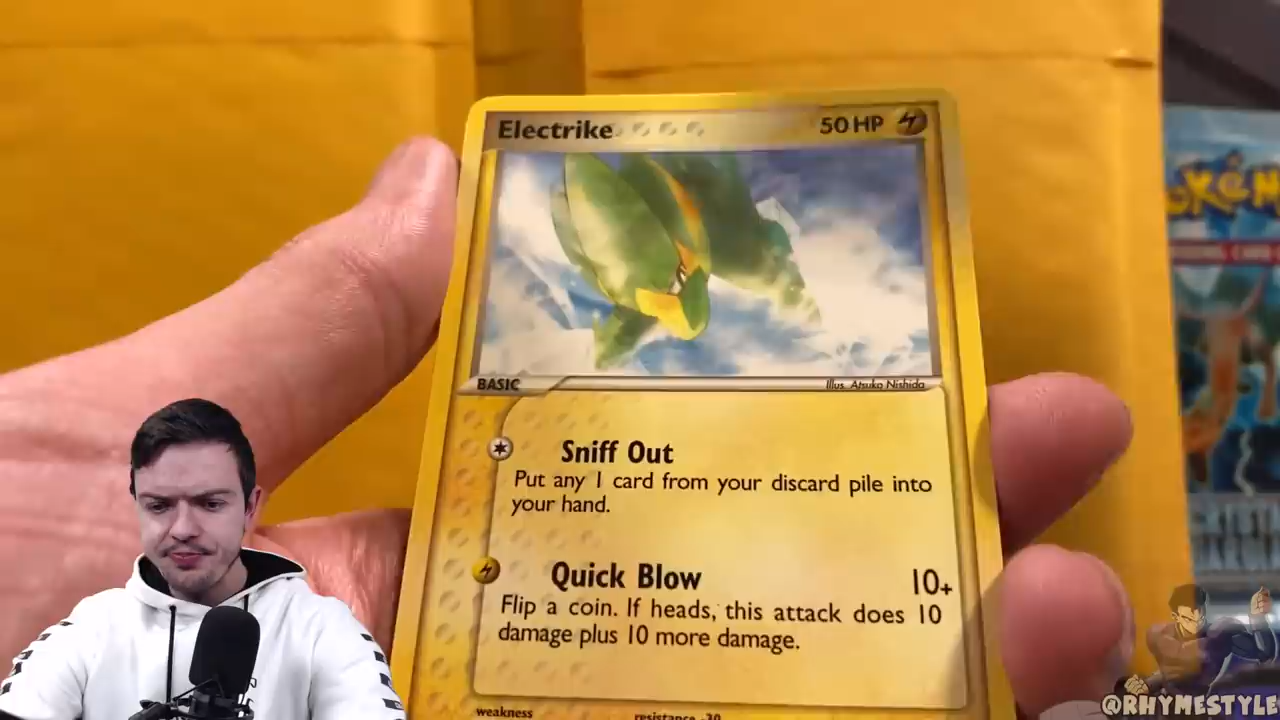 Electrike
50 HP
BASIC
Illus. Atsuko Nishida
Sniff Out
Put any 1 card from your discard pile into
your hand.
Quick Blow
10+
Flip a coin. If heads, this attack does 10
damage plus 10 more damage.
weakness
resistance -30
@RHYMESTYLE